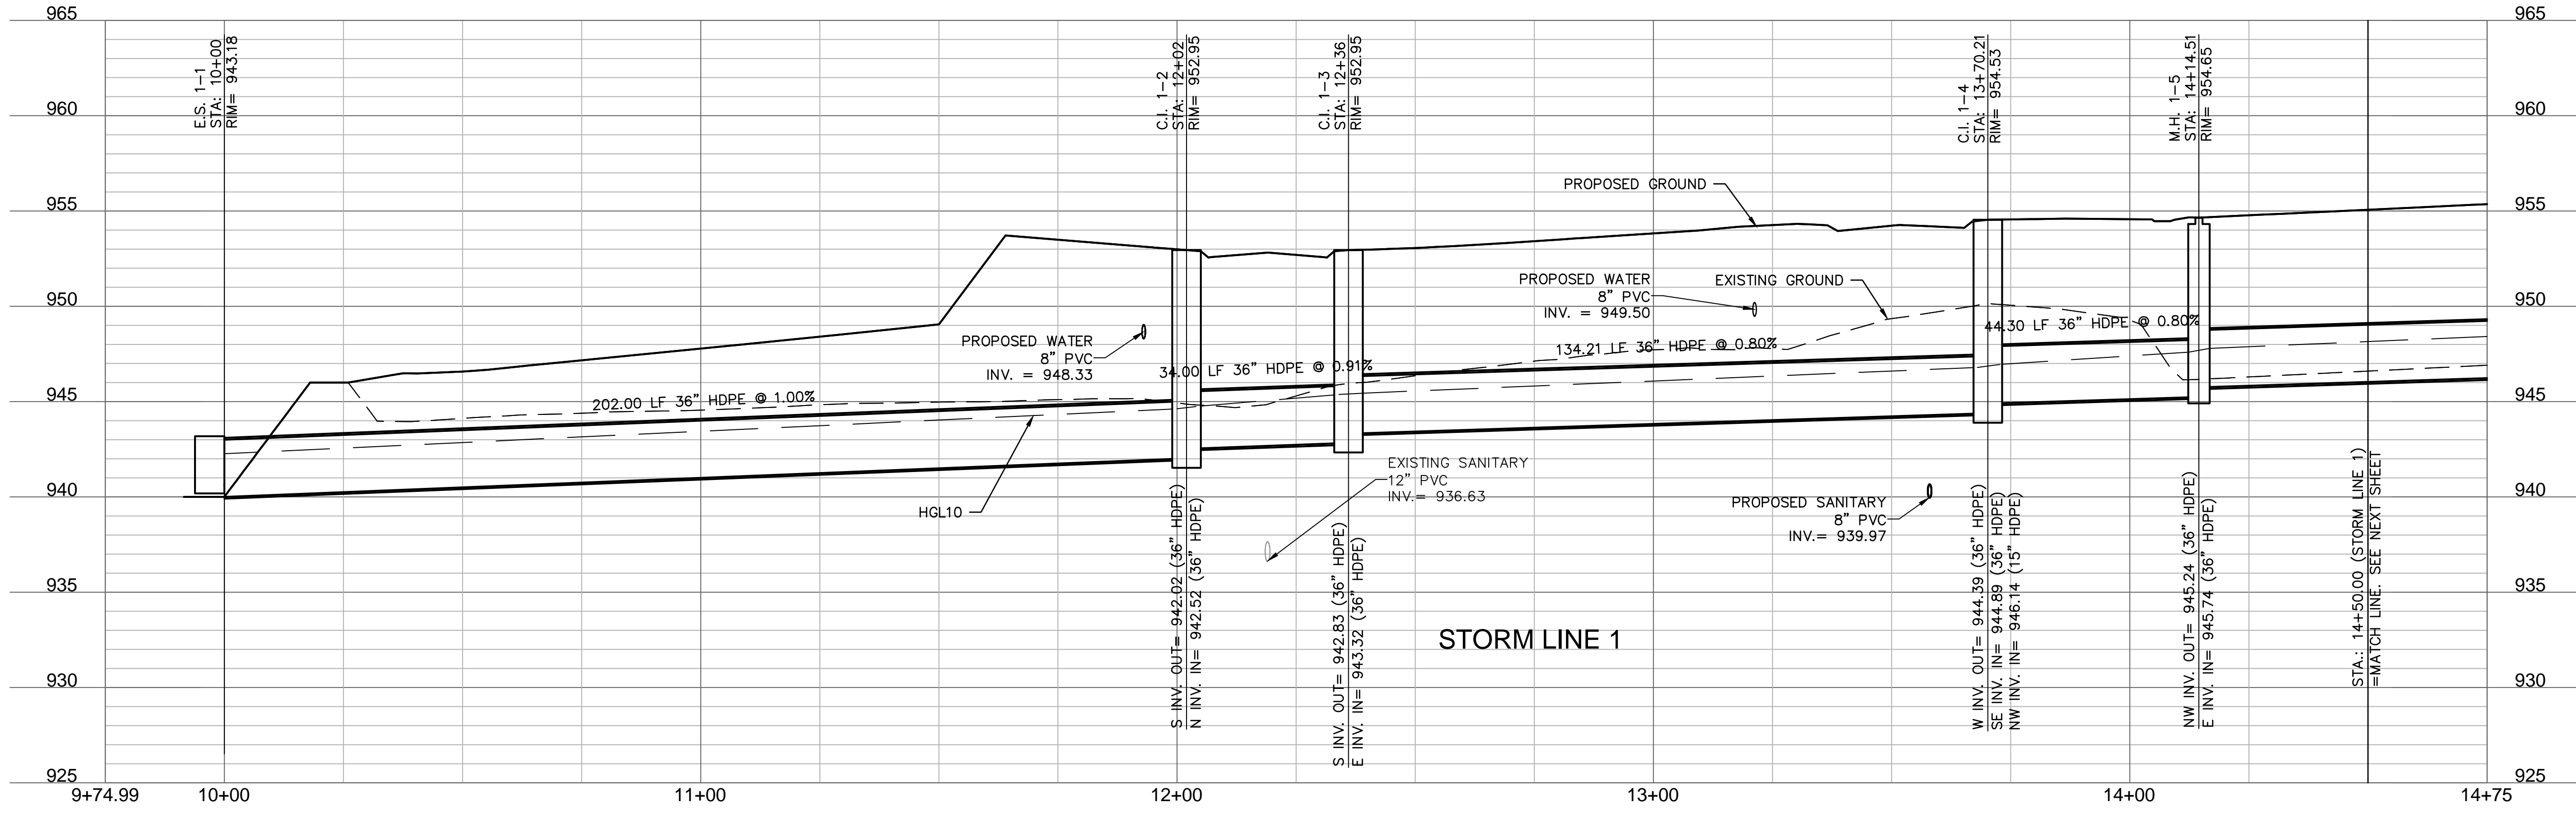 965
965
960
960
955
955
950
950
945
945
940
940
935
935
930
930
925
925
9+74.99
10+00
11+00
12+00
13+00
14+00
14+75
E.S. 1-1
STA: 10+00
RIM= 943.18
C.I. 1-2
STA: 12+02
RIM= 952.95
C.I. 1-3
STA: 12+36
RIM= 952.95
C.I. 1-4
STA: 13+70.21
RIM= 954.53
M.H. 1-5
STA: 14+14.51
RIM= 954.65
PROPOSED GROUND
PROPOSED WATER
8" PVC
INV. = 949.50
EXISTING GROUND
PROPOSED WATER
8" PVC
INV. = 948.33
202.00 LF 36" HDPE @ 1.00%
34.00 LF 36" HDPE @ 0.91%
134.21 LF 36" HDPE @ 0.80%
44.30 LF 36" HDPE @ 0.80%
HGL10
EXISTING SANITARY
12" PVC
INV.= 936.63
PROPOSED SANITARY
8" PVC
INV.= 939.97
S INV. OUT= 942.02 (36" HDPE)
N INV. IN= 942.52 (36" HDPE)
S INV. OUT= 942.83 (36" HDPE)
E INV. IN= 943.32 (36" HDPE)
W INV. OUT= 944.39 (36" HDPE)
SE INV. IN= 944.89 (36" HDPE)
NW INV. IN= 946.14 (15" HDPE)
NW INV. OUT= 945.24 (36" HDPE)
E INV. IN= 945.74 (36" HDPE)
STA.: 14+50.00 (STORM LINE 1)
=MATCH LINE. SEE NEXT SHEET
STORM LINE 1